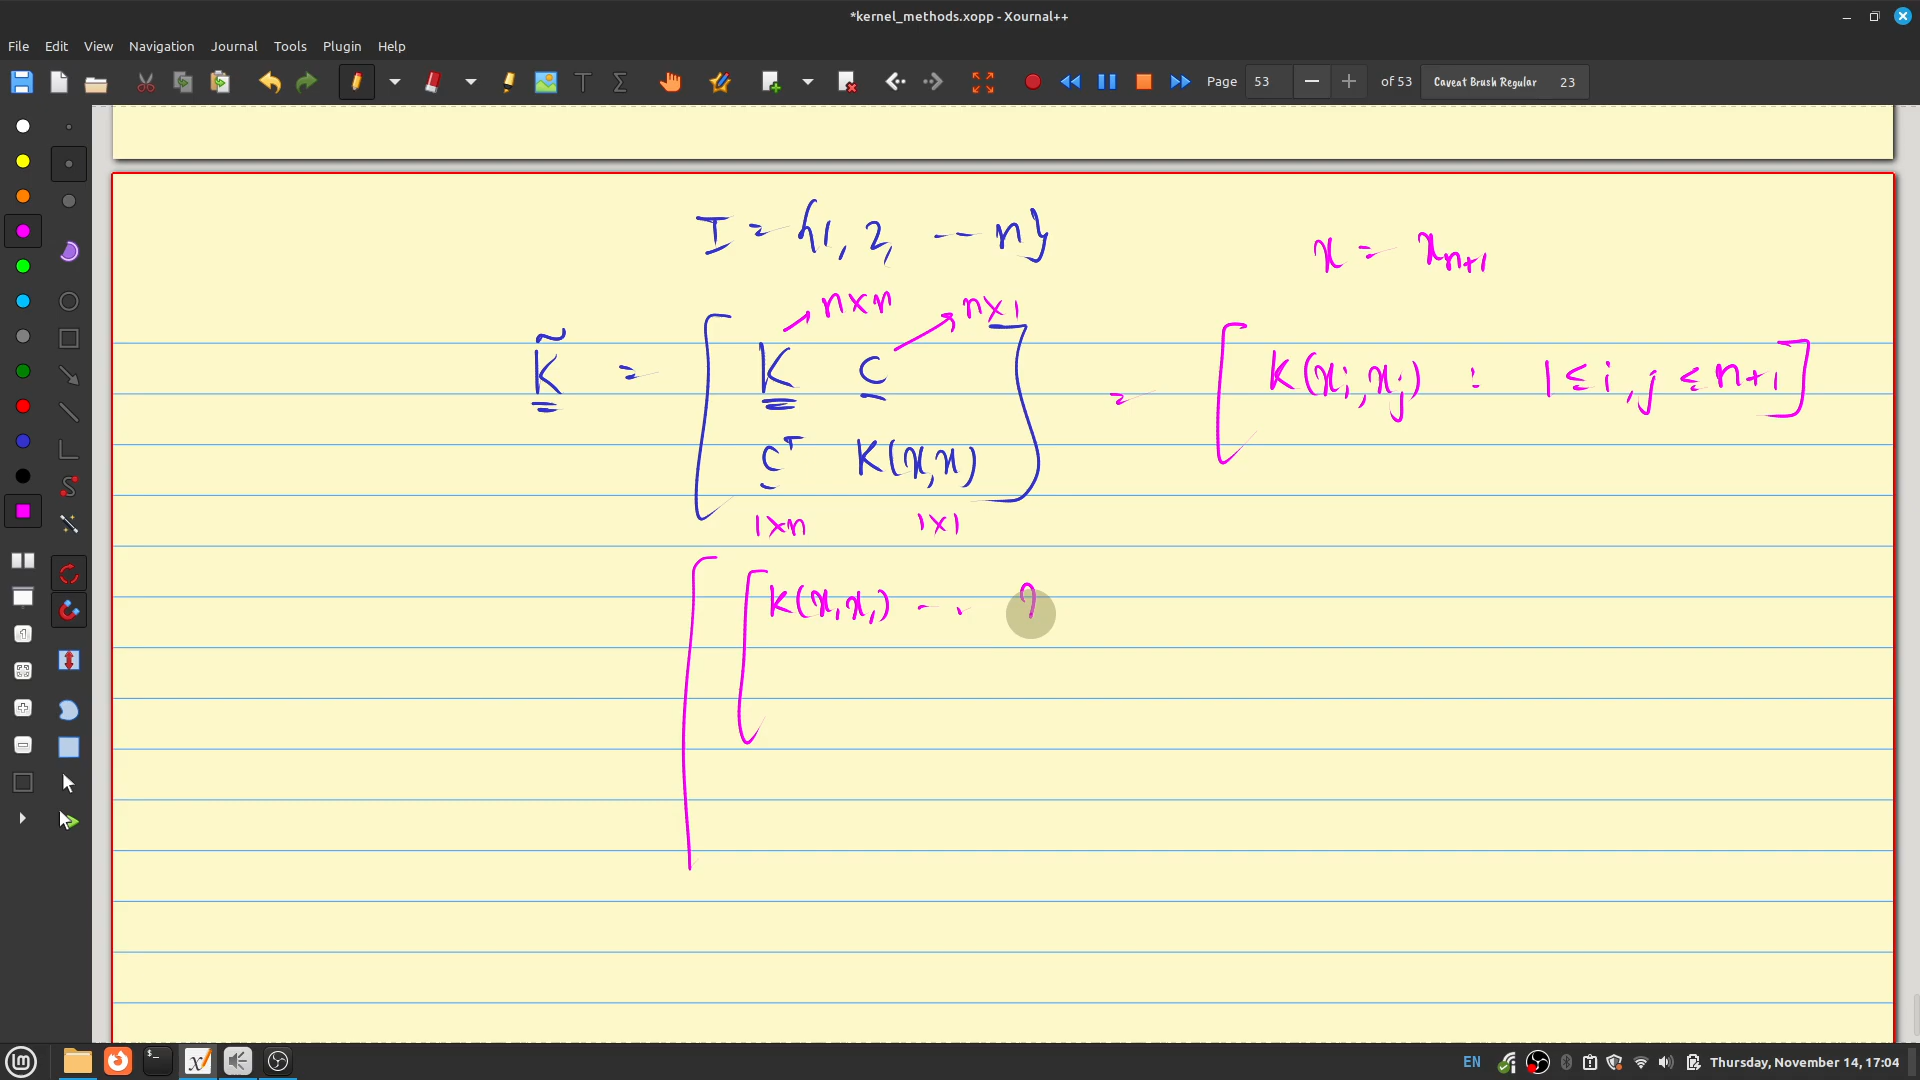 *kernel_methods.xopp - Xournal++
File Edit View Navigation Journal Tools Plugin Help
Page 53 of 53 Caveat Brush Regular 23
I = {1, 2, --- n}
x = x_{n+1}
n×n n×1
K̃ = [ K c = [ K(xi, xj) : 1 ≤ i, j ≤ n+1 ]
cᵀ K(x,x) ]
1×n 1×1
[ [ K(x₁,x₁) - .
EN Thursday, November 14, 17:04